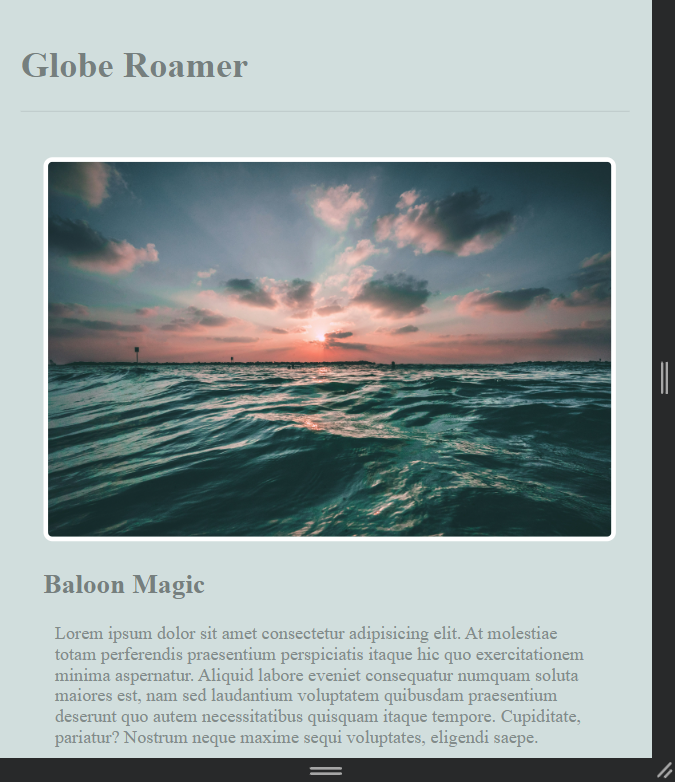 Globe Roamer
Baloon Magic
Lorem ipsum dolor sit amet consectetur adipisicing elit. At molestiae
totam perferendis praesentium perspiciatis itaque hic quo exercitationem
minima aspernatur. Aliquid labore eveniet consequatur numquam soluta
maiores est, nam sed laudantium voluptatem quibusdam praesentium
deserunt quo autem necessitatibus quisquam itaque tempore. Cupiditate,
pariatur? Nostrum neque maxime sequi voluptates, eligendi saepe.